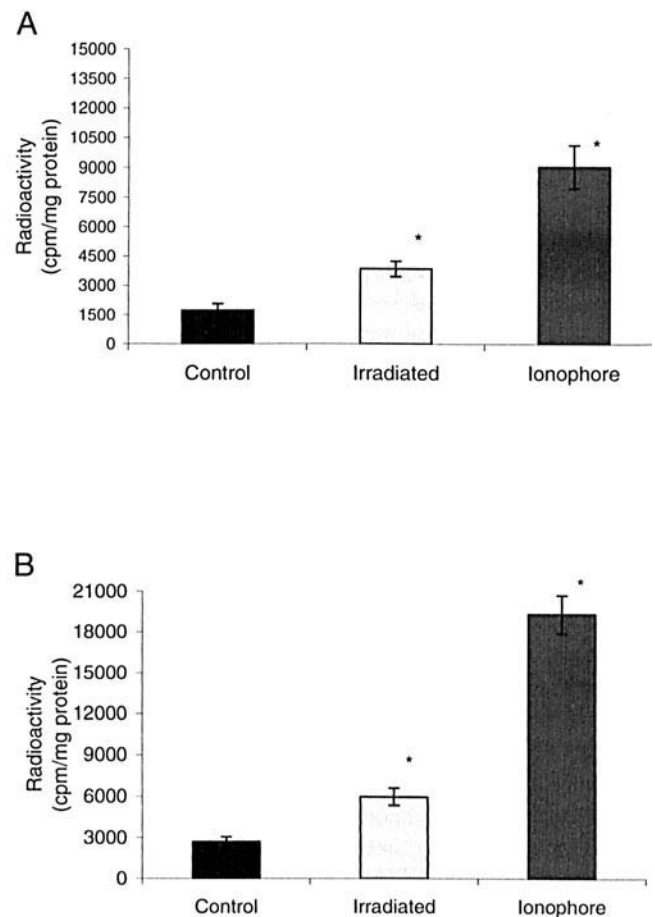 A
Radioactivity
(cpm/mg protein)
15000
13500
12000
10500
9000
7500
6000
4500
3000
1500
0
*
*
Control
Irradiated
Ionophore
B
Radioactivity
(cpm/mg protein)
21000
18000
15000
12000
9000
6000
3000
0
*
*
Control
Irradiated
Ionophore